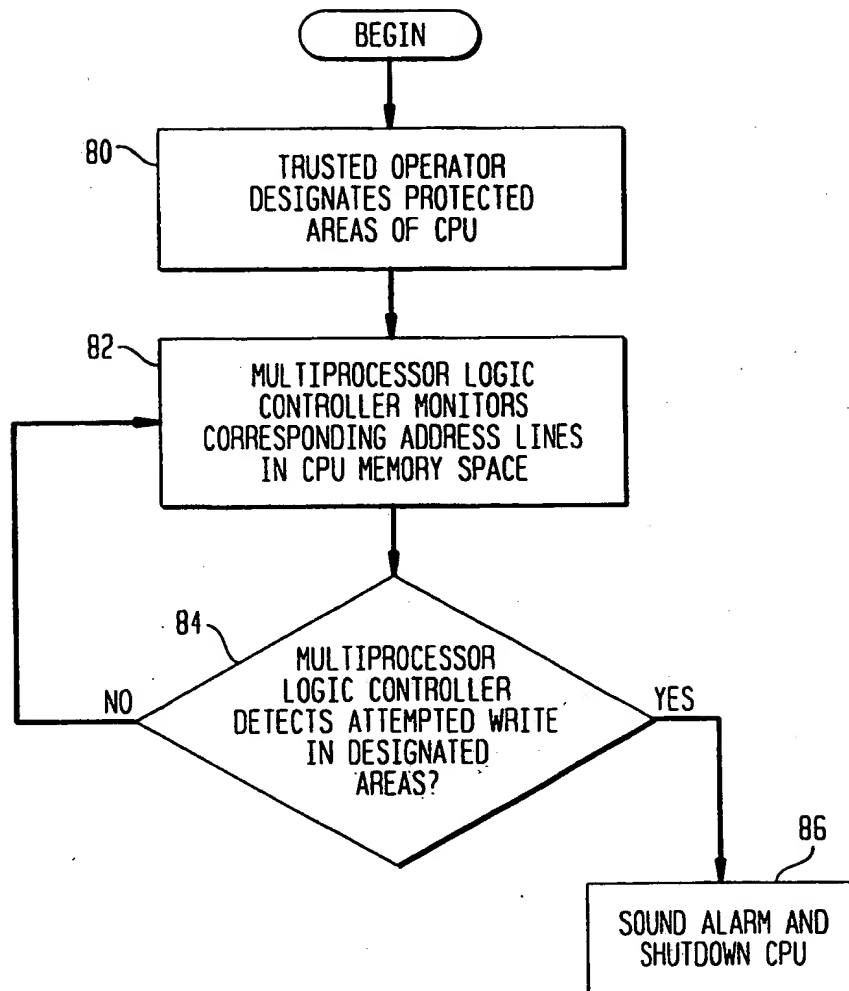 BEGIN
80
TRUSTED OPERATOR
DESIGNATES PROTECTED
AREAS OF CPU
82
MULTIPROCESSOR LOGIC
CONTROLLER MONITORS
CORRESPONDING ADDRESS LINES
IN CPU MEMORY SPACE
84
MULTIPROCESSOR
LOGIC CONTROLLER
DETECTS ATTEMPTED WRITE
IN DESIGNATED
AREAS?
NO
YES
86
SOUND ALARM AND
SHUTDOWN CPU